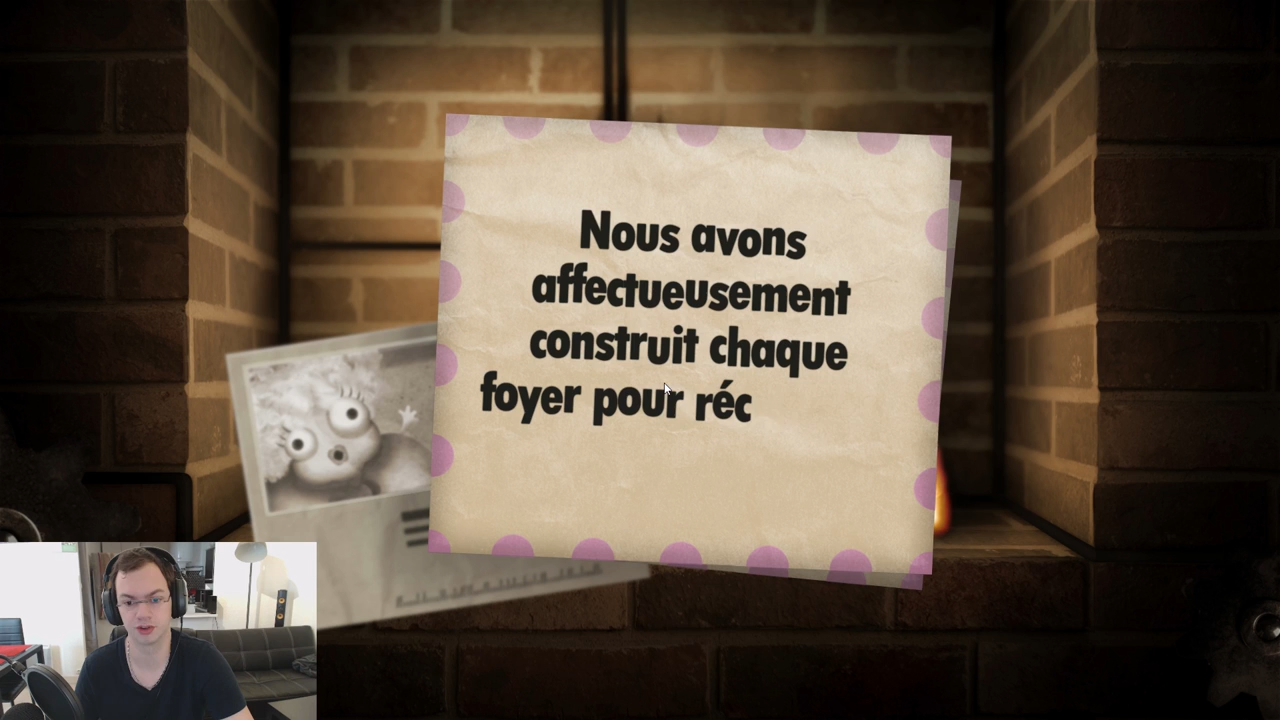 Nous avons
affectueusement
construit chaque
foyer pour réc